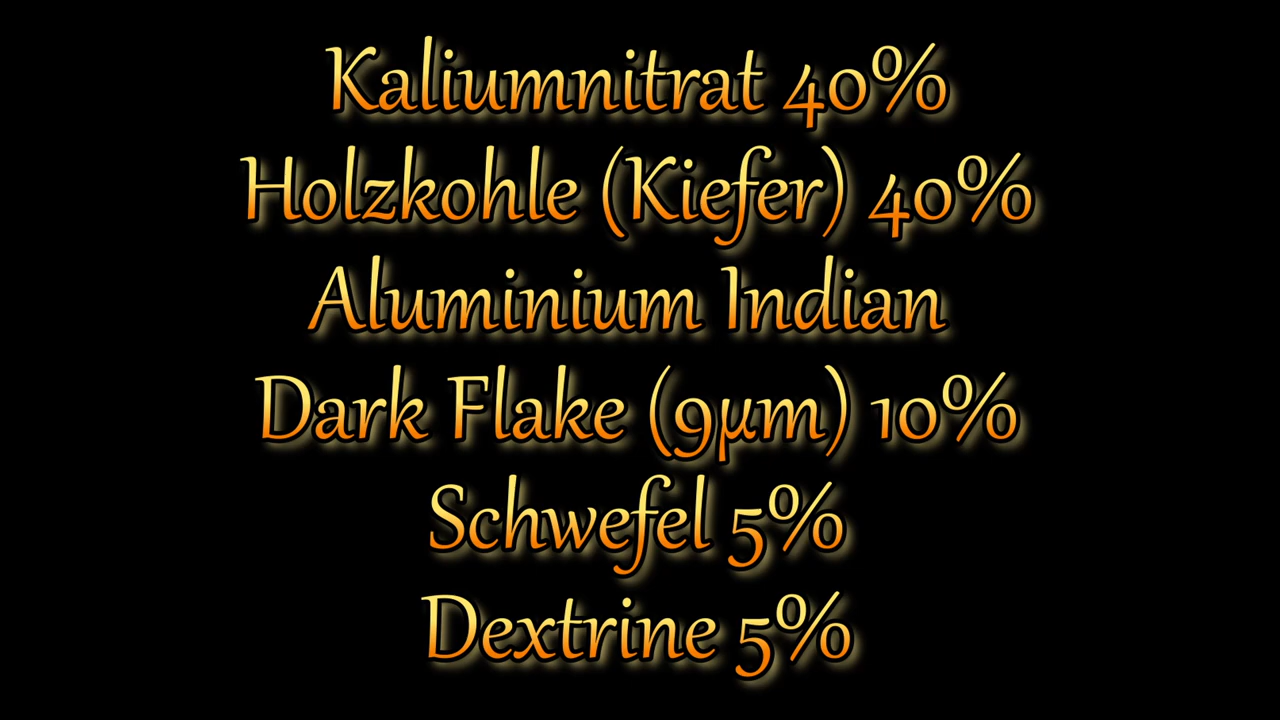 Kaliumnitrat 40%
Holzkohle (Kiefer) 40%
Aluminium Indian
Dark Flake (9µm) 10%
Schwefel 5%
Dextrine 5%